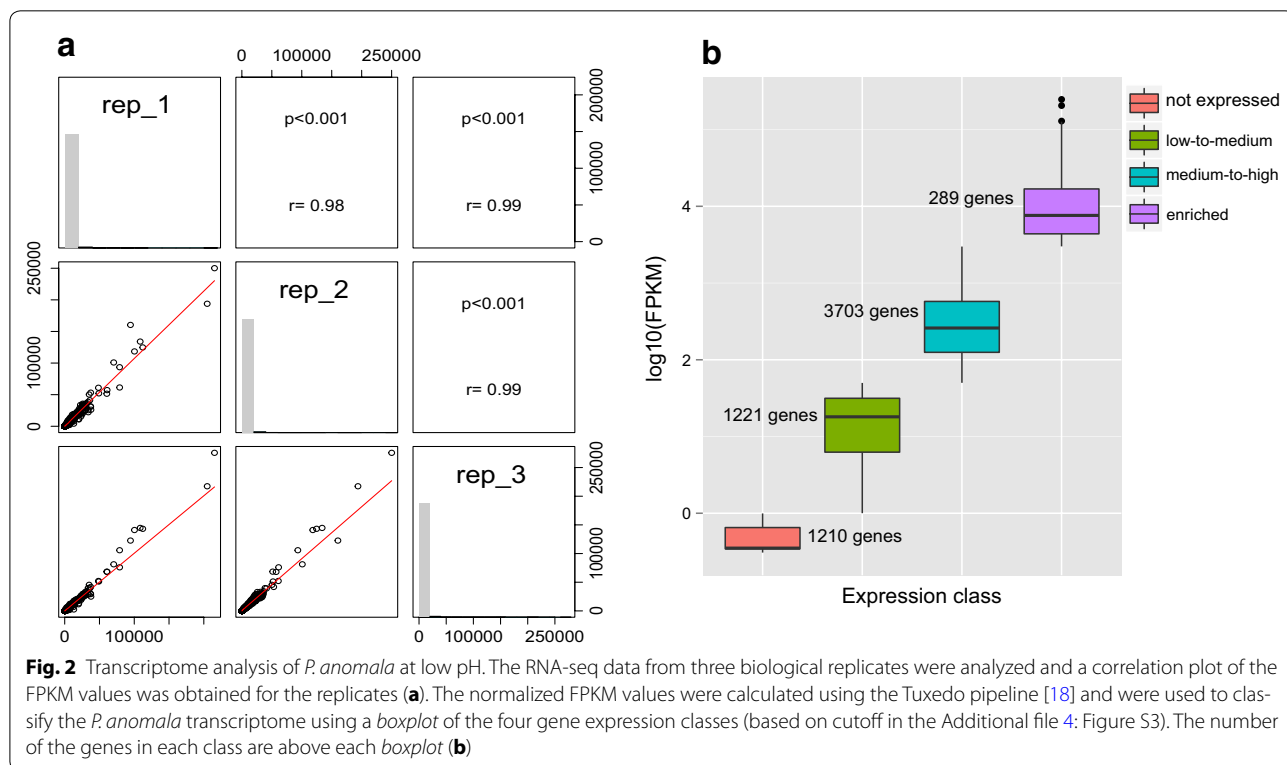 a
0 100000 250000
rep_1
p<0.001
r= 0.98
p<0.001
r= 0.99
0 100000 200000
0 100000 250000
rep_2
p<0.001
r= 0.99
rep_3
0 100000 250000
0 100000
0 100000 250000
b
log10(FPKM)
4
2
0
289 genes
3703 genes
1221 genes
1210 genes
Expression class
not expressed
low-to-medium
medium-to-high
enriched
Fig. 2 Transcriptome analysis of P. anomala at low pH. The RNA-seq data from three biological replicates were analyzed and a correlation plot of the
FPKM values was obtained for the replicates (a). The normalized FPKM values were calculated using the Tuxedo pipeline [18] and were used to clas-
sify the P. anomala transcriptome using a boxplot of the four gene expression classes (based on cutoff in the Additional file 4: Figure S3). The number
of the genes in each class are above each boxplot (b)